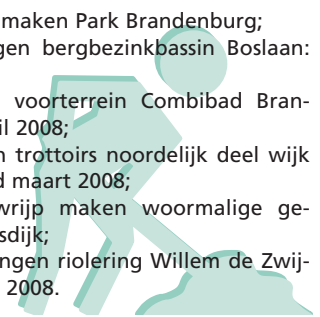 maken Park Brandenburg;
gen bergbezinkbassin Boslaan:
voorterrein Combibad Bran-
il 2008;
n trottoirs noordelijk deel wijk
d maart 2008;
wrijp maken woormalige ge-
sdijk;
ngen riolering Willem de Zwij-
2008.